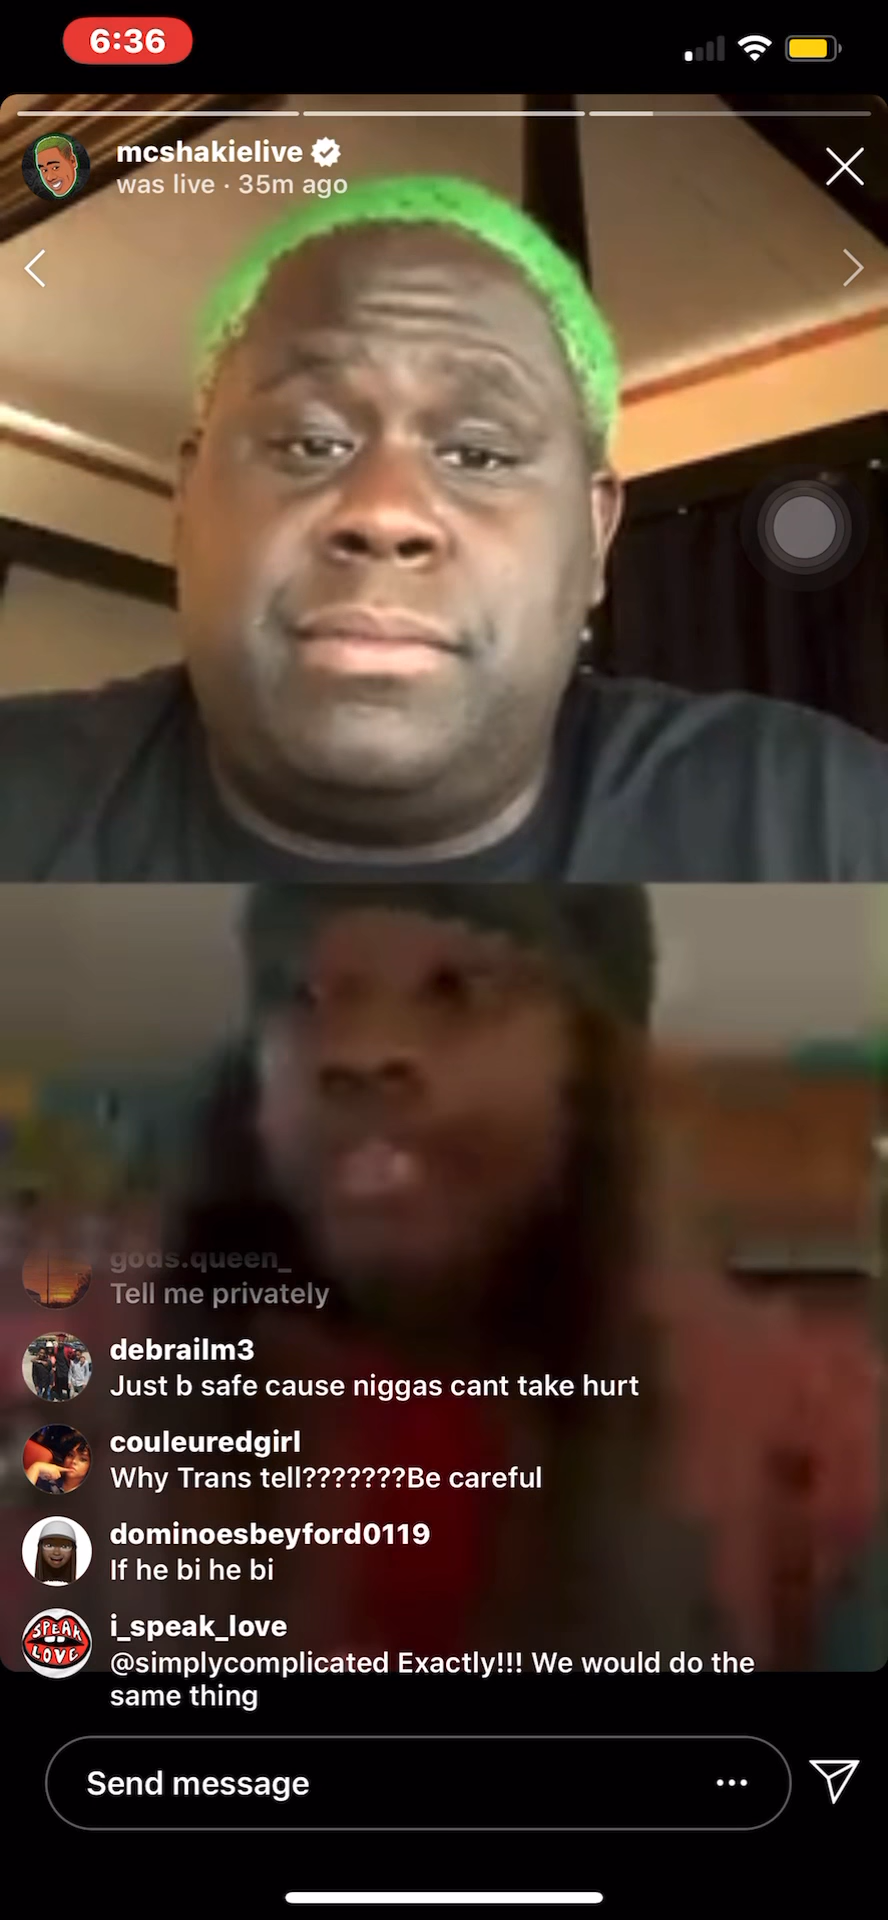 6:36
mcshakielive
was live · 35m ago
gods.queen_
Tell me privately
debrailm3
Just b safe cause niggas cant take hurt
couleuredgirl
Why Trans tell???????Be careful
dominoesbeyford0119
If he bi he bi
SPEAK
LOVE
i_speak_love
@simplycomplicated Exactly!!! We would do the
same thing
Send message